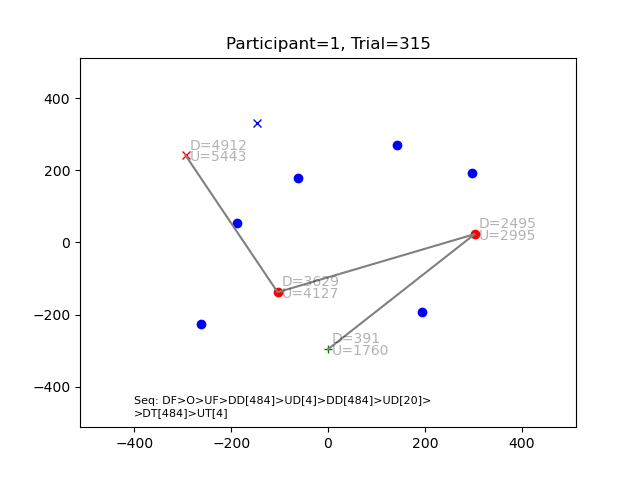 Participant=1, Trial=315
400
200
0
−200
−400
D=4912
U=5443
D=2495
U=2995
D=3629
U=4127
D=391
U=1760
Seq: DF>O>UF>DD[484]>UD[4]>DD[484]>UD[20]>
>DT[484]>UT[4]
−400
−200
0
200
400